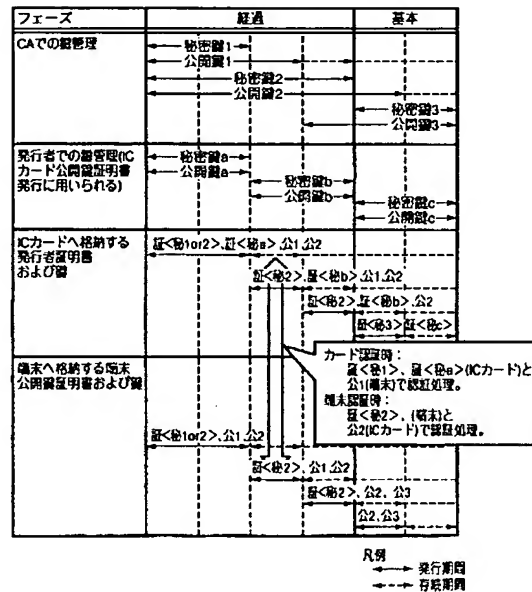 フェーズ
経過
基本
CAでの鍵管理
秘密鍵1
公開鍵1
秘密鍵2
公開鍵2
秘密鍵3
公開鍵3
発行者での鍵管理(IC
カード公開鍵証明書
発行に用いられる)
秘密鍵a
公開鍵a
秘密鍵b
公開鍵b
秘密鍵c
公開鍵c
ICカードへ格納する
発行者証明書
および鍵
証<秘1or2>,証<秘a>,公1,公2
証<秘2>,証<秘b>,公1,公2
証<秘2>,証<秘b>,公2
証<秘3>,証<秘c>
カード認証時：
証<秘1>、証<秘a>(ICカード)と
公1(端末)で認証処理。
端末認証時：
証<秘2>、(端末)と
公2(ICカード)で認証処理。
端末へ格納する端末
公開鍵証明書および鍵
証<秘1or2>,公1,公2
証<秘2>,公1,公2
証<秘2>,公2,公3
公2,公3
凡例
発行期間
存続期間